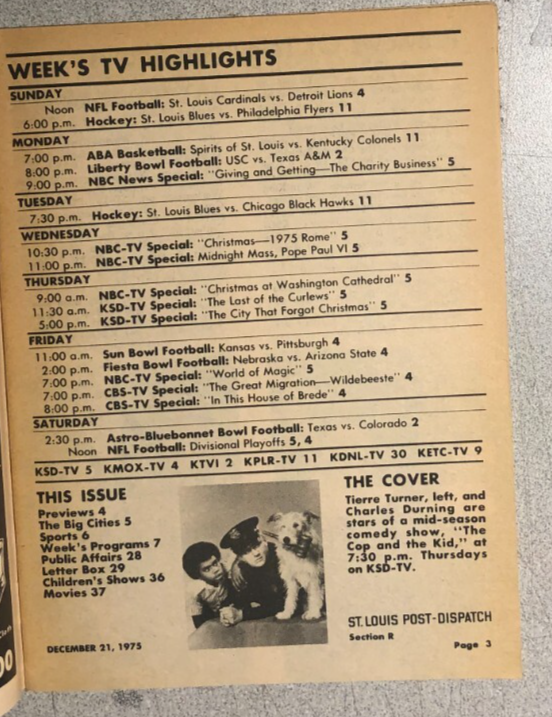 WEEK'S TV HIGHLIGHTS
SUNDAY
Noon NFL Football: St. Louis Cardinals vs. Detroit Lions 4
6:00 p.m. Hockey: St. Louis Blues vs. Philadelphia Flyers 11
MONDAY
7:00 p.m. ABA Basketball: Spirits of St. Louis vs. Kentucky Colonels 11
8:00 p.m. Liberty Bowl Football: USC vs. Texas A&M 2
9:00 p.m. NBC News Special: "Giving and Getting—The Charity Business" 5
TUESDAY
7:30 p.m. Hockey: St. Louis Blues vs. Chicago Black Hawks 11
WEDNESDAY
10:30 p.m. NBC-TV Special: "Christmas—1975 Rome" 5
11:00 p.m. NBC-TV Special: Midnight Mass, Pope Paul VI 5
THURSDAY
9:00 a.m. NBC-TV Special: "Christmas at Washington Cathedral" 5
11:30 a.m. KSD-TV Special: "The Last of the Curlews" 5
5:00 p.m. KSD-TV Special: "The City That Forgot Christmas" 5
FRIDAY
11:00 a.m. Sun Bowl Football: Kansas vs. Pittsburgh 4
2:00 p.m. Fiesta Bowl Football: Nebraska vs. Arizona State 4
7:00 p.m. NBC-TV Special: "World of Magic" 5
7:00 p.m. CBS-TV Special: "The Great Migration—Wildebeeste" 4
8:00 p.m. CBS-TV Special: "In This House of Brede" 4
SATURDAY
2:30 p.m. Astro-Bluebonnet Bowl Football: Texas vs. Colorado 2
Noon NFL Football: Divisional Playoffs 5, 4
KSD-TV 5 KMOX-TV 4 KTVI 2 KPLR-TV 11 KDNL-TV 30 KETC-TV 9
THIS ISSUE
Previews 4
The Big Cities 5
Sports 6
Week's Programs 7
Public Affairs 28
Letter Box 29
Children's Shows 36
Movies 37
THE COVER
Tierre Turner, left, and
Charles Durning are
stars of a mid-season
comedy show, "The
Cop and the Kid," at
7:30 p.m. Thursdays
on KSD-TV.
ST. LOUIS POST-DISPATCH
Section R
DECEMBER 21, 1975
Page 3